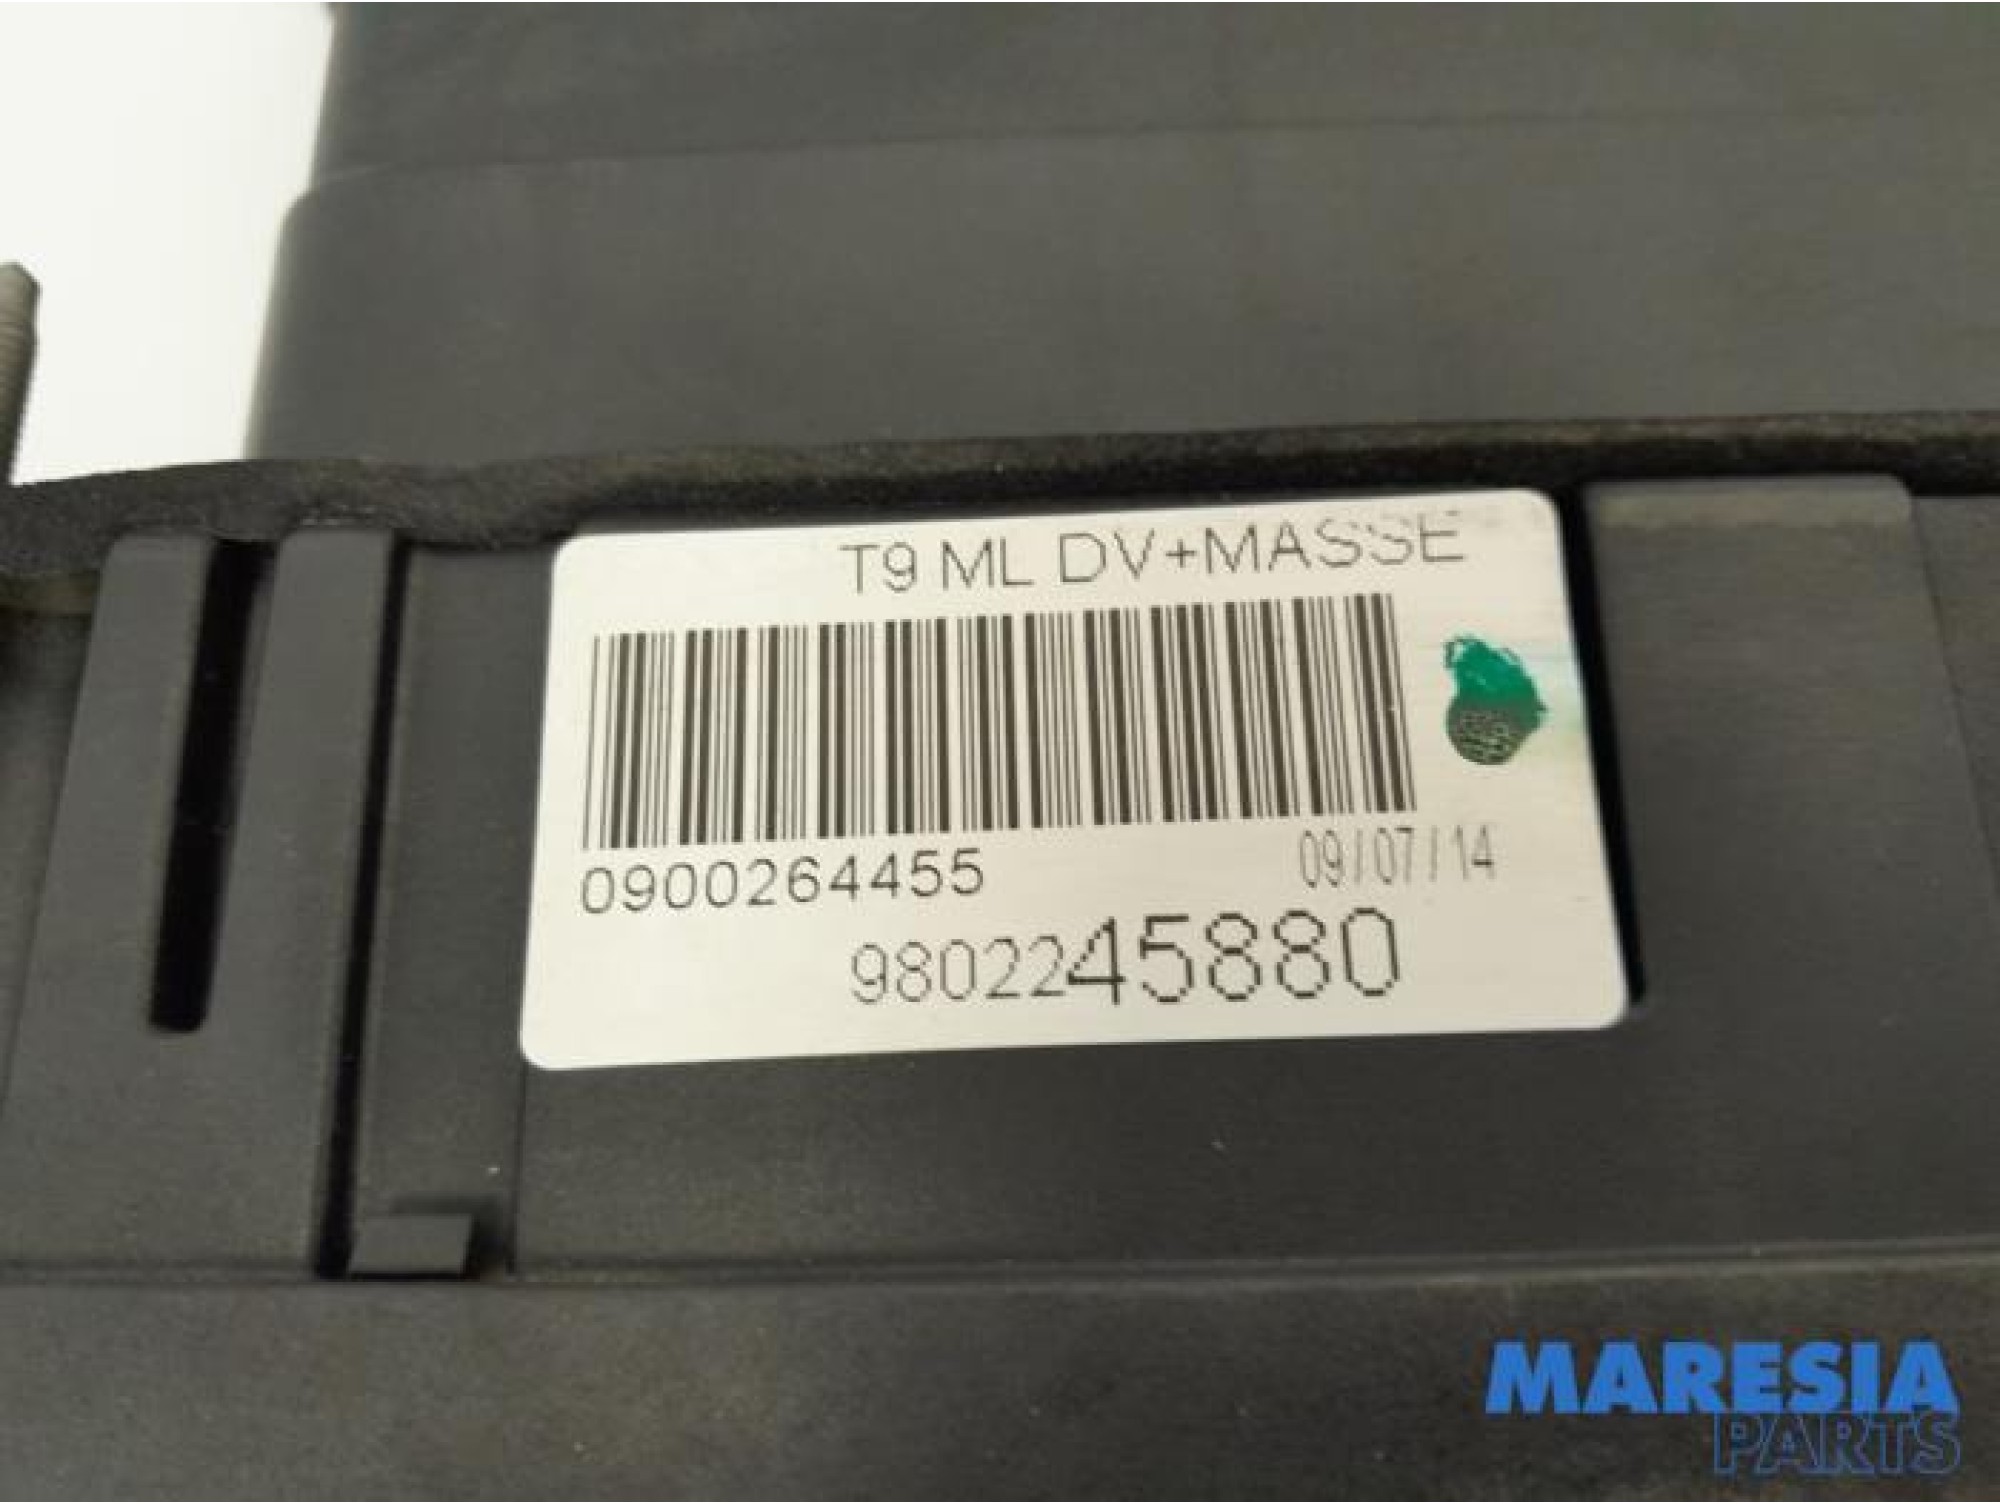 T9 ML DV+MASSE
0900264455
09/07/14
9802245880
MARESIA
PARTS